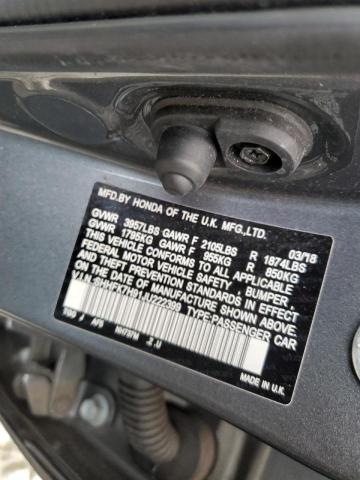 MFD.BY HONDA OF THE U.K. MFG.,LTD. 03/18
GVWR 3957LBS GAWR F 2105LBS R 1874LBS
GVWR 1795KG GAWR F 955KG R 850KG
THIS VEHICLE CONFORMS TO ALL APPLICABLE
FEDERAL MOTOR VEHICLE SAFETY , BUMPER,
AND THEFT PREVENTION STANDARDS IN EFFECT
ON THE DATE OF MANUFACTURE SHOWN ABOVE.
V.I.N. TYPE:PASSENGER CAR
NH797M
MADE IN U.K.